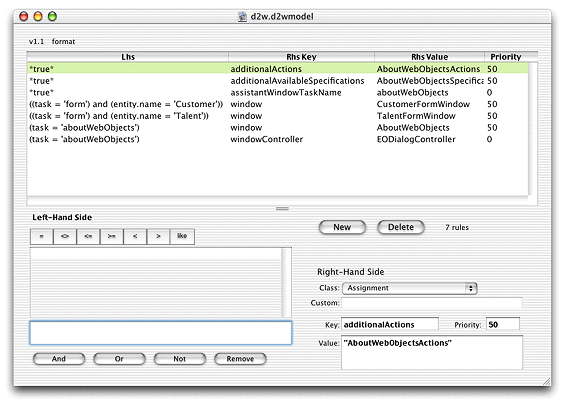 d2w.d2wmodel
v1.1 format
Lhs Rhs Key Rhs Value Priority
*true* additionalActions AboutWebObjectsActions 50
*true* additionalAvailableSpecifications AboutWebObjectsSpecifica 50
*true* assistantWindowTaskName aboutWebObjects 0
((task = 'form') and (entity.name = 'Customer')) window CustomerFormWindow 50
((task = 'form') and (entity.name = 'Talent')) window TalentFormWindow 50
(task = 'aboutWebObjects') window AboutWebObjects 50
(task = 'aboutWebObjects') windowController EODialogController 0
Left-Hand Side
New Delete 7 rules
= <> <= >= < > like
Right-Hand Side
Class: Assignment
Custom:
Key: additionalActions Priority: 50
Value: "AboutWebObjectsActions"
And Or Not Remove